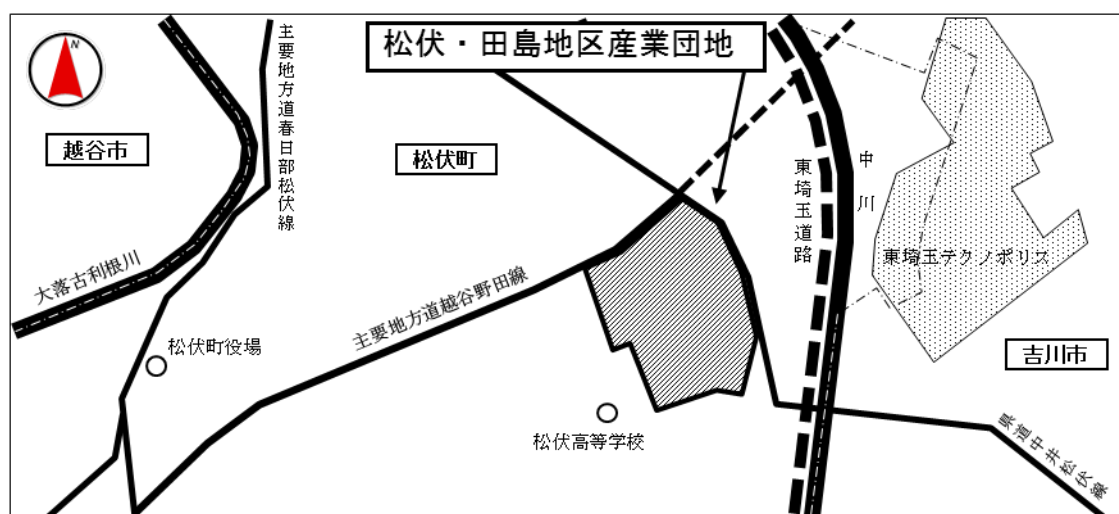 N
松伏・田島地区産業団地
主要地方道春日部松伏線
越谷市
松伏町
東埼玉道路
中川
東埼玉テクノポリス
大落古利根川
主要地方道越谷野田線
松伏町役場
吉川市
松伏高等学校
県道中井松伏線